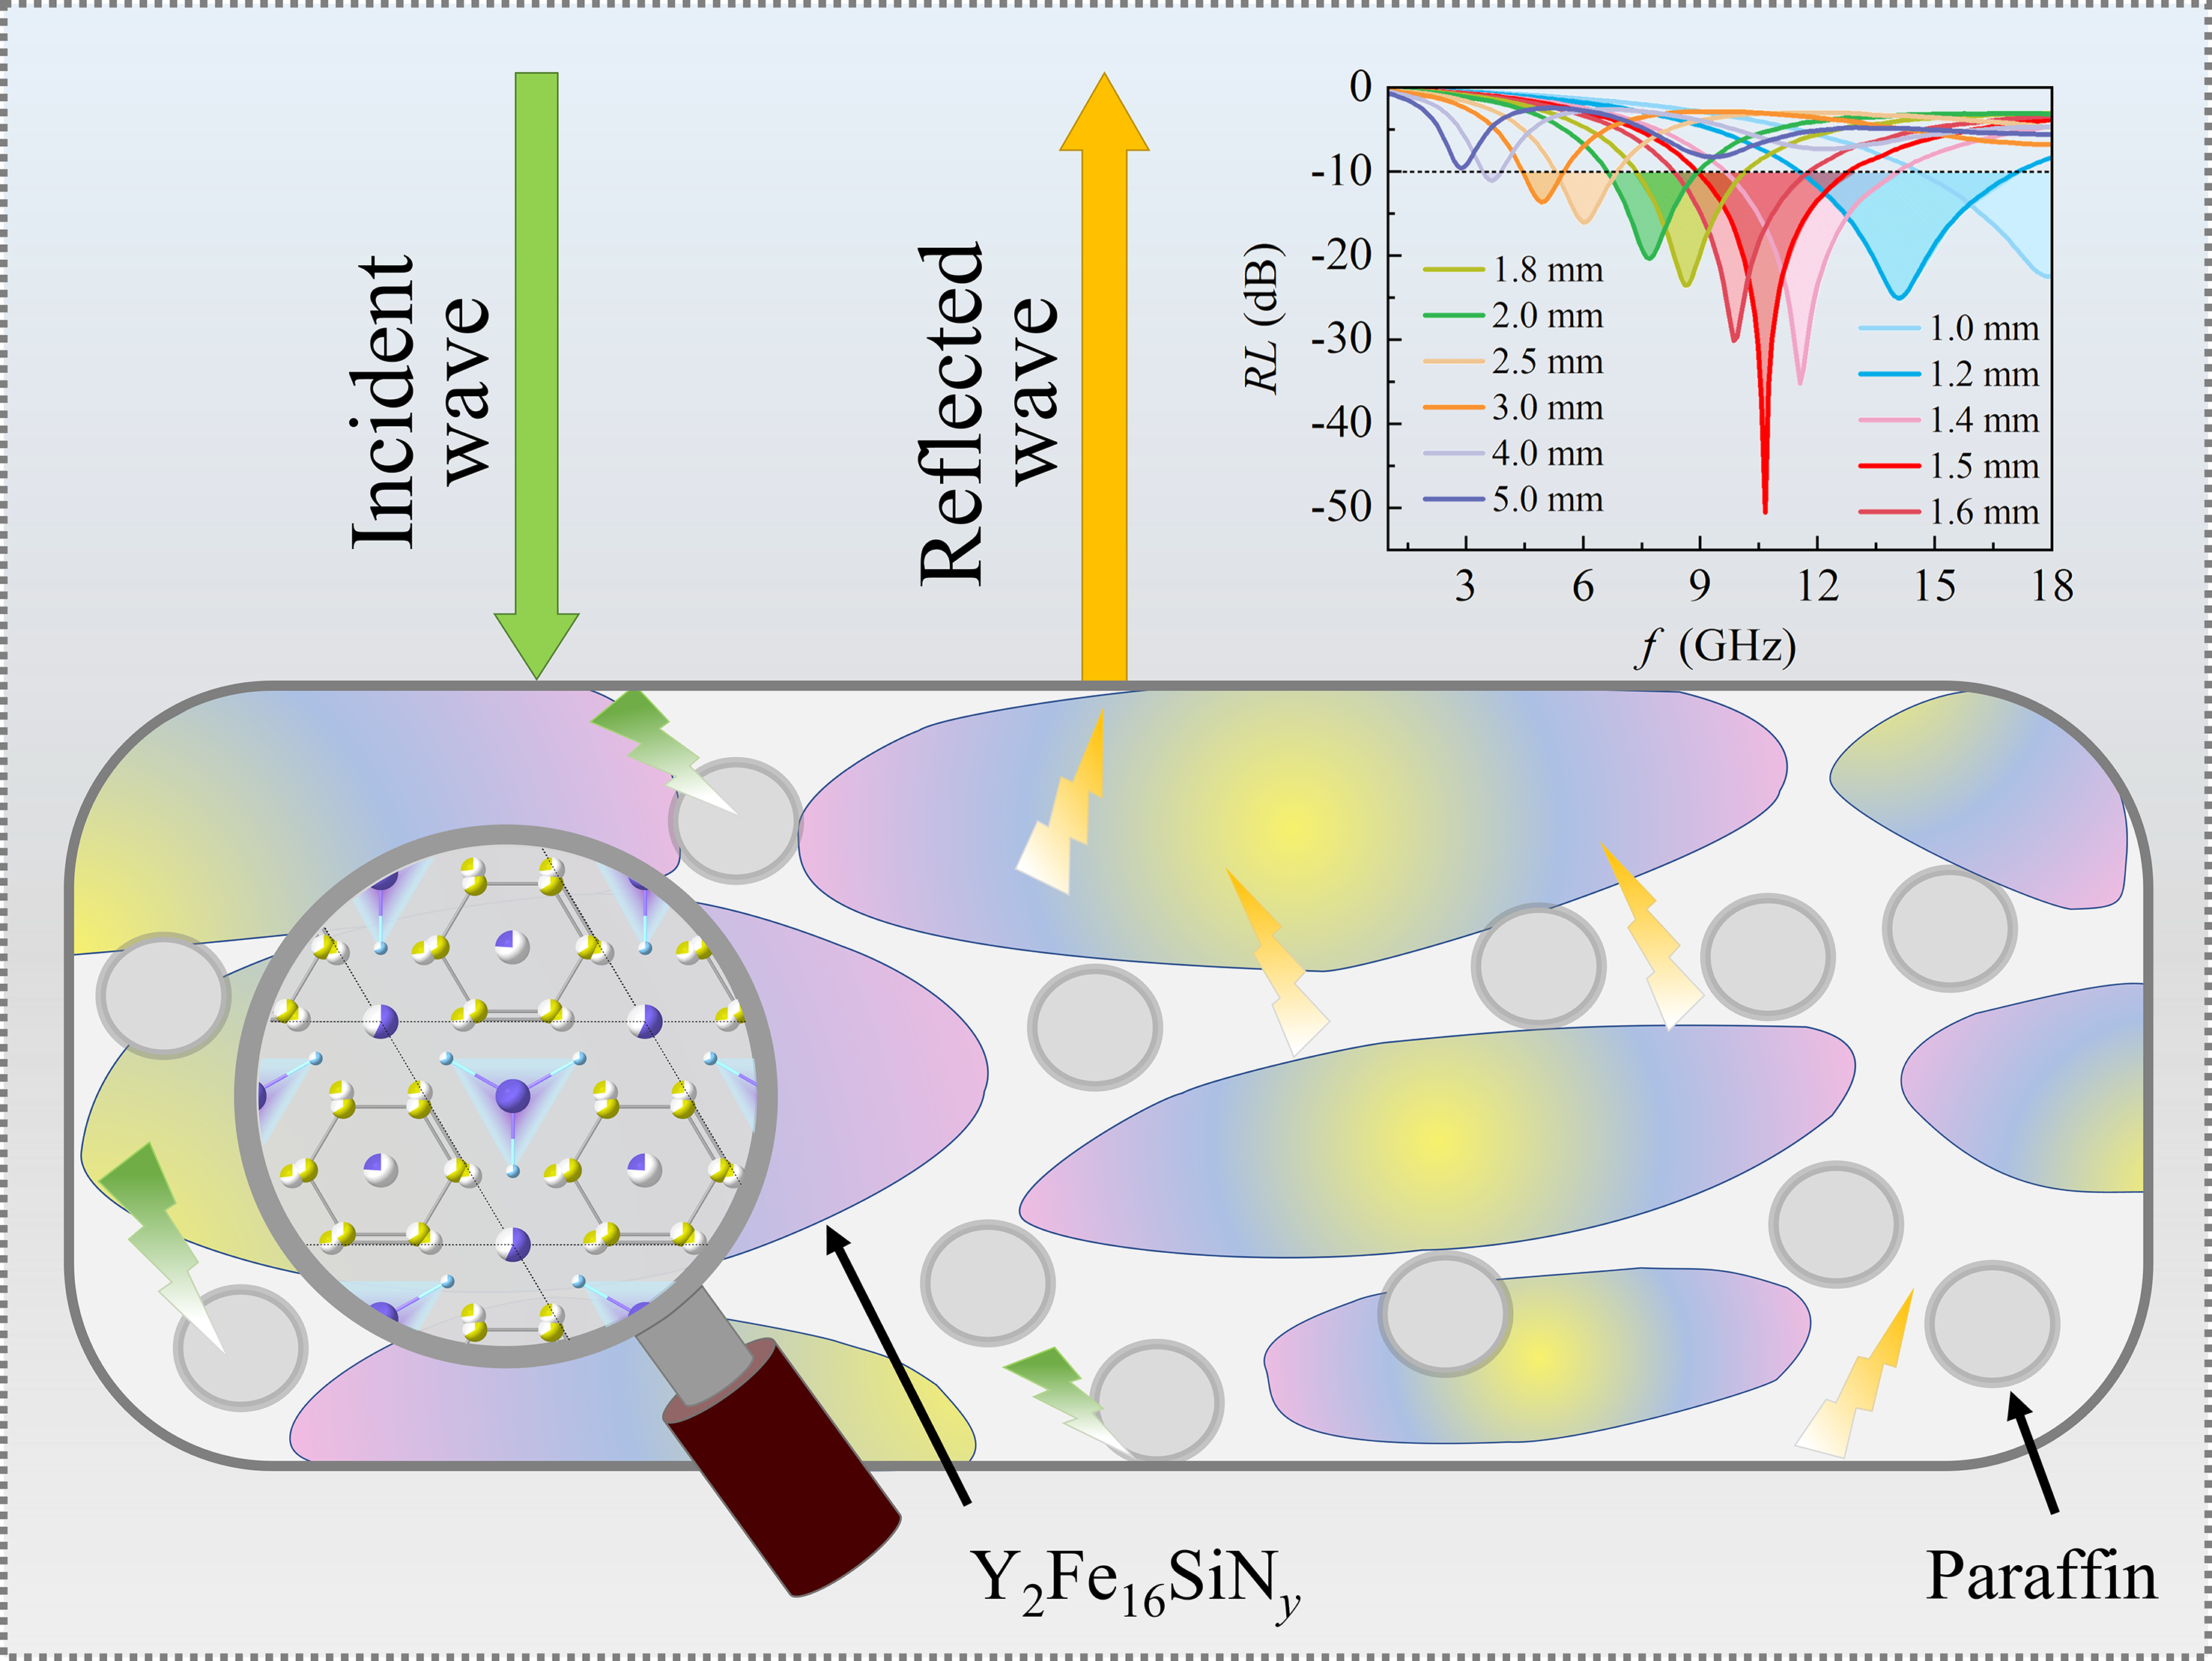 Incident
wave
Reflected
wave
RL (dB)
0
-10
-20
-30
-40
-50
1.8 mm
2.0 mm
2.5 mm
3.0 mm
4.0 mm
5.0 mm
1.0 mm
1.2 mm
1.4 mm
1.5 mm
1.6 mm
3 6 9 12 15 18
f (GHz)
Y₂Fe₁₆SiNy
Paraffin